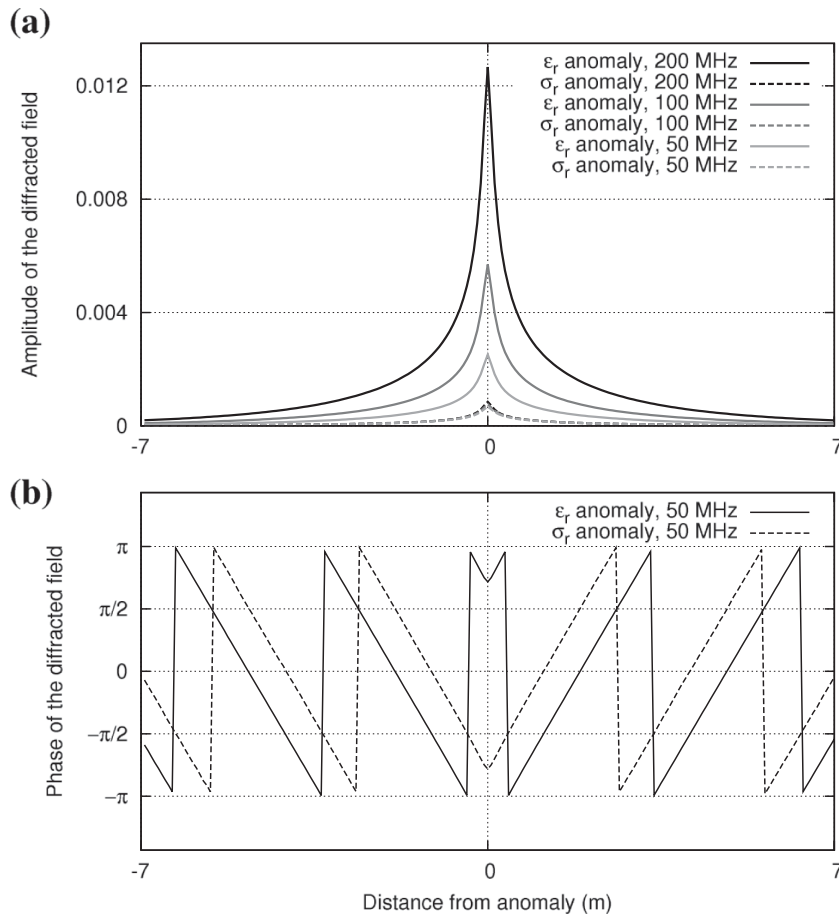 (a)
εr anomaly, 200 MHz
σr anomaly, 200 MHz
εr anomaly, 100 MHz
σr anomaly, 100 MHz
εr anomaly, 50 MHz
σr anomaly, 50 MHz
Amplitude of the diffracted field
0.012
0.008
0.004
0
-7
0
7
(b)
εr anomaly, 50 MHz
σr anomaly, 50 MHz
Phase of the diffracted field
π
π/2
0
−π/2
−π
-7
0
7
Distance from anomaly (m)